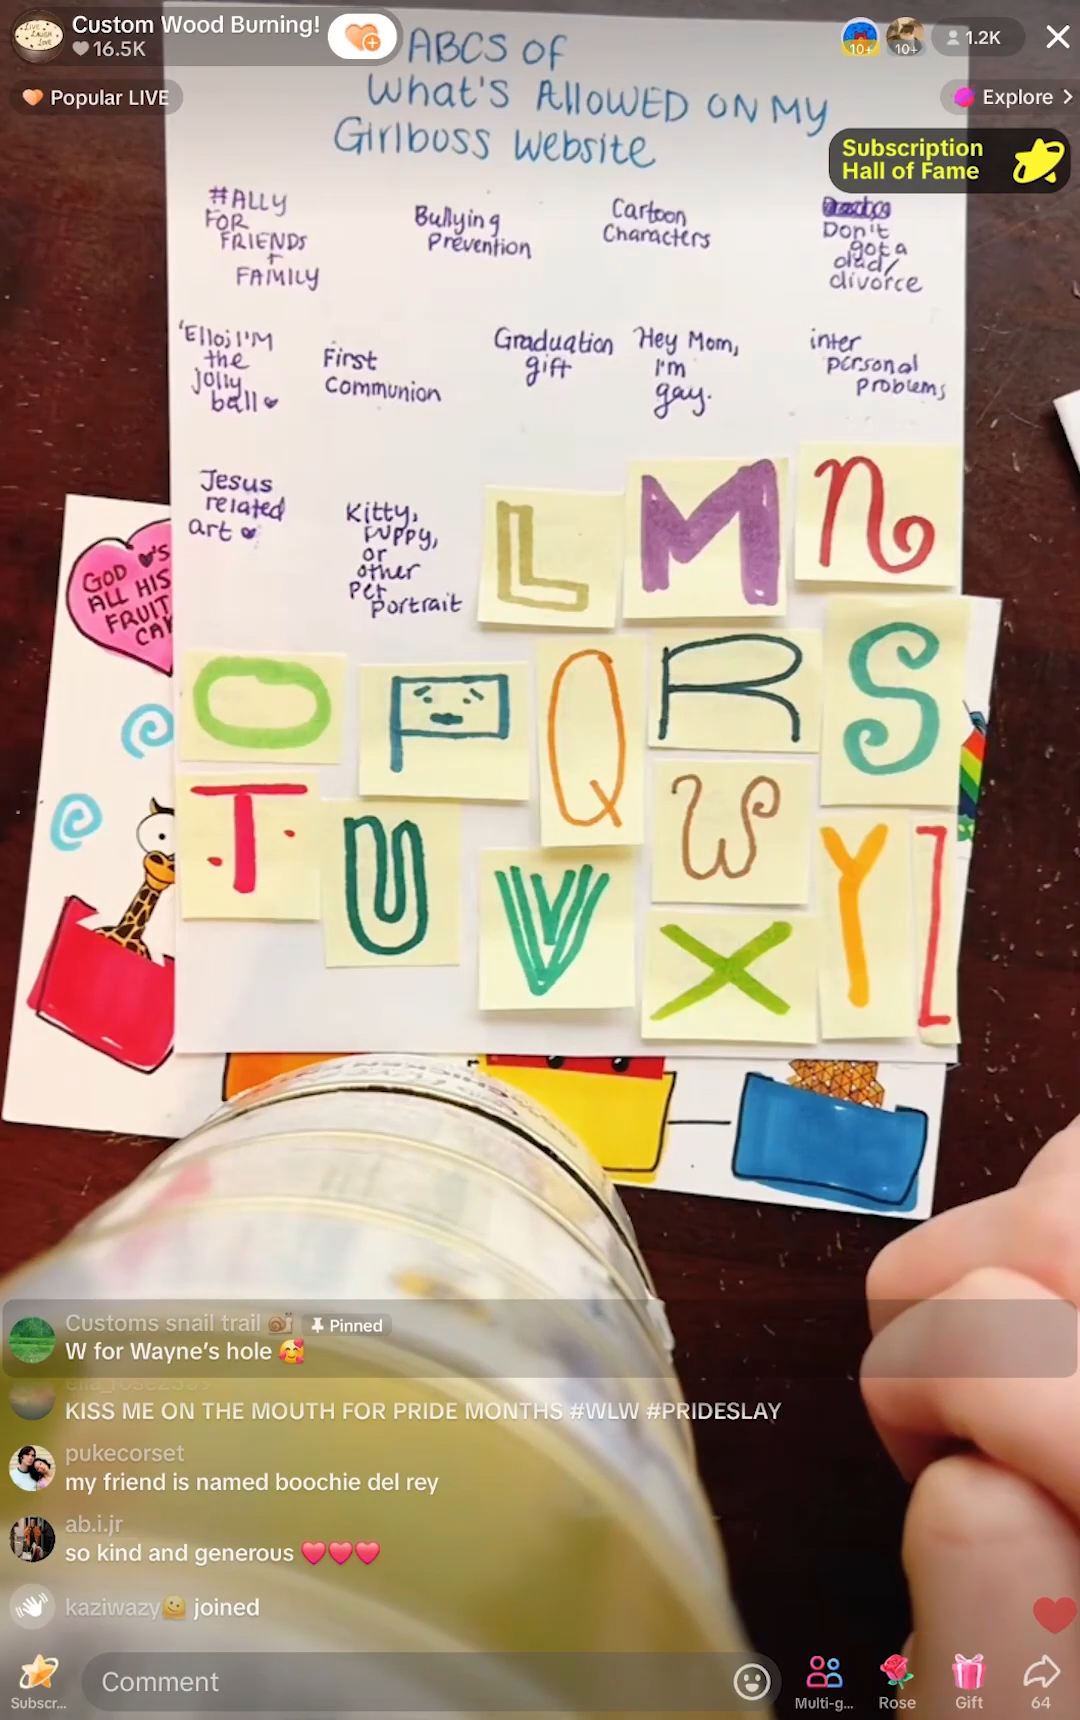 Custom Wood Burning!
16.5K
10+
10+
1.2K
Popular LIVE
Explore
Subscription
Hall of Fame
ABCS OF
What's AllOWED ON MY
Girlboss Website
#ALLY
FOR
FRIENDS
+
FAMILY
Bullying
Prevention
Cartoon
Characters
Don't
got a
dad/
divorce
'Ello; I'M
the
jolly
ball
First
Communion
Graduation
gift
Hey Mom,
I'm
gay.
inter
personal
problems
Jesus
related
art
Kitty,
puppy,
or
other
pet
portrait
L
M
n
O
P
Q
R
S
T
U
V
W
X
Y
GOD
'S
ALL HIS
FRUIT
Customs snail trail 🐌 Pinned
W for Wayne's hole 🥰
KISS ME ON THE MOUTH FOR PRIDE MONTHS #WLW #PRIDESLAY
pukecorset
my friend is named boochie del rey
ab.i.jr
so kind and generous ❤️❤️❤️
kaziwazy🫠 joined
Subscr...
Comment
Multi-g...
Rose
Gift
64